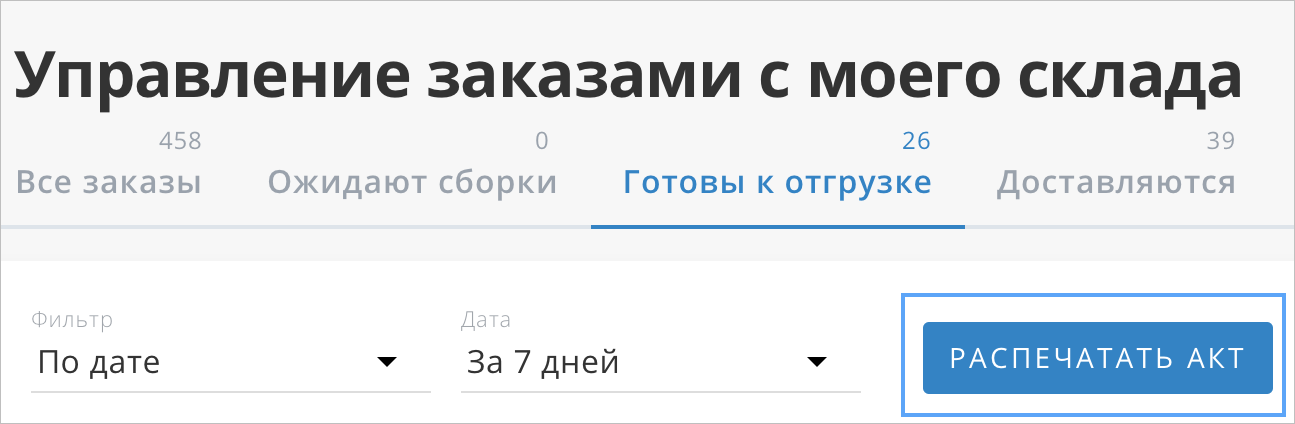 Управление заказами с моего склада
458 0 26 39
Все заказы Ожидают сборки Готовы к отгрузке Доставляются
Фильтр Дата
По дате За 7 дней РАСПЕЧАТАТЬ АКТ